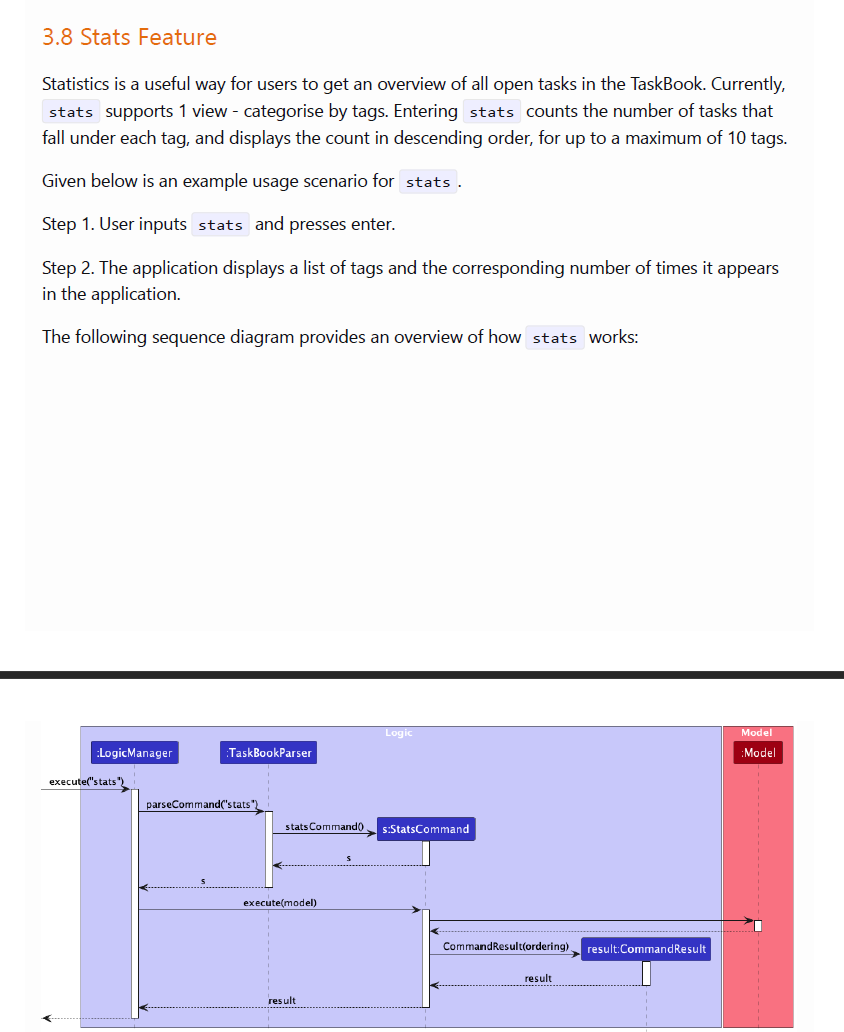 3.8 Stats Feature
Statistics is a useful way for users to get an overview of all open tasks in the TaskBook. Currently,
stats supports 1 view - categorise by tags. Entering stats counts the number of tasks that
fall under each tag, and displays the count in descending order, for up to a maximum of 10 tags.
Given below is an example usage scenario for stats .
Step 1. User inputs stats and presses enter.
Step 2. The application displays a list of tags and the corresponding number of times it appears
in the application.
The following sequence diagram provides an overview of how stats works:
Logic
Model
:LogicManager
:TaskBookParser
:Model
execute("stats")
parseCommand("stats")
statsCommand()
s:StatsCommand
s
s
execute(model)
CommandResult(ordering)
result:CommandResult
result
result